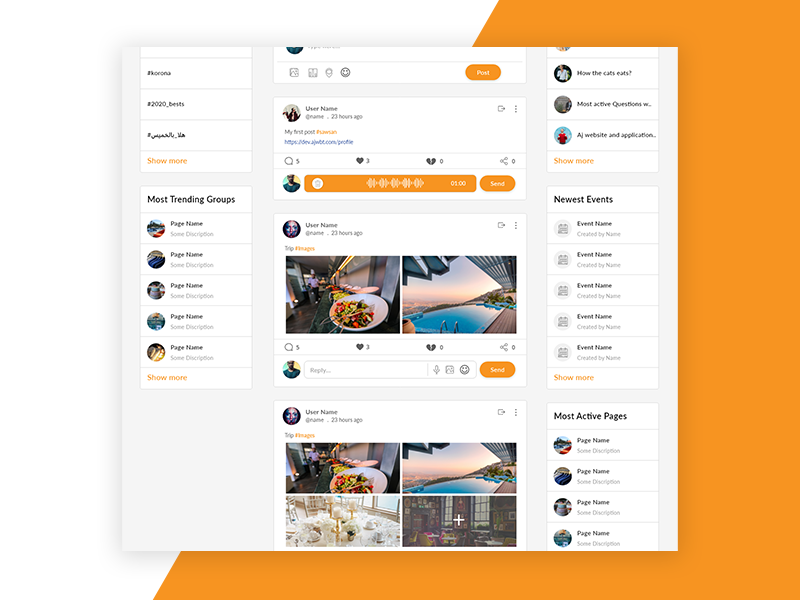 #korona
#2020_bests
#هلا_بالخميس
Show more
Most Trending Groups
Page Name
Some Discription
Page Name
Some Discription
Page Name
Some Discription
Page Name
Some Discription
Page Name
Some Discription
Show more
Post
User Name
@name . 23 hours ago
My first post #sawsan
https://dev.ajwbt.com/profile
5
3
0
0
01:00
Send
User Name
@name . 23 hours ago
Trip #Images
5
3
0
0
Reply...
Send
User Name
@name . 23 hours ago
Trip #Images
How the cats eats?
Most active Questions w..
Aj website and application..
Show more
Newest Events
Event Name
Created by Name
Event Name
Created by Name
Event Name
Created by Name
Event Name
Created by Name
Event Name
Created by Name
Show more
Most Active Pages
Page Name
Some Discription
Page Name
Some Discription
Page Name
Some Discription
Page Name
Some Discription